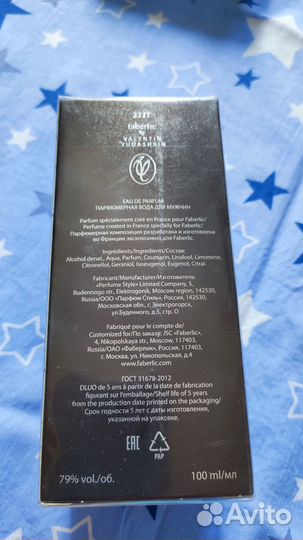 3227
faberlic
by
VALENTIN
YUDASHKIN
EAU DE PARFUM
ПАРФЮМЕРНАЯ ВОДА ДЛЯ МУЖЧИН
Parfum spécialement créé en France pour Faberlic/
Perfume created in France specially for Faberlic/
Парфюмерная композиция разработана и изготовлена
во Франции эксклюзивно для Faberlic.
Ingrédients/Ingredients/Состав:
Alcohol denat., Aqua, Parfum, Coumarin, Linalool, Limonene,
Citronellol, Geraniol, Isoeugenol, Eugenol, Citral.
Fabricant/Manufacturer/Изготовитель:
«Perfume Style» Limited Company, 5,
Budennogo str., Elektrogorsk, Moscow region, 142530,
Russia/ООО «Парфюм Стиль», Россия, 142530,
Московская область, г. Электрогорск,
ул.Буденного, д.5, стр. О
Fabriqué pour le compte de/
Customized for/По заказу: JSC «Faberlic»,
4, Nikopolskaya str., Moscow, 117403,
Russia/ОАО «Фаберлик», Россия, 117403,
г. Москва, ул. Никопольская, д.4
www.faberlic.com
ГОСТ 31678-2012
DLUO de 5 ans à partir de la date de fabrication
figurant sur l'emballage/Shelf life of 5 years
from the production date printed on the packaging/
Срок годности 5 лет с даты изготовления,
указанной на упаковке.
EAC
PAP
79% vol./об.
100 ml/мл
Avito